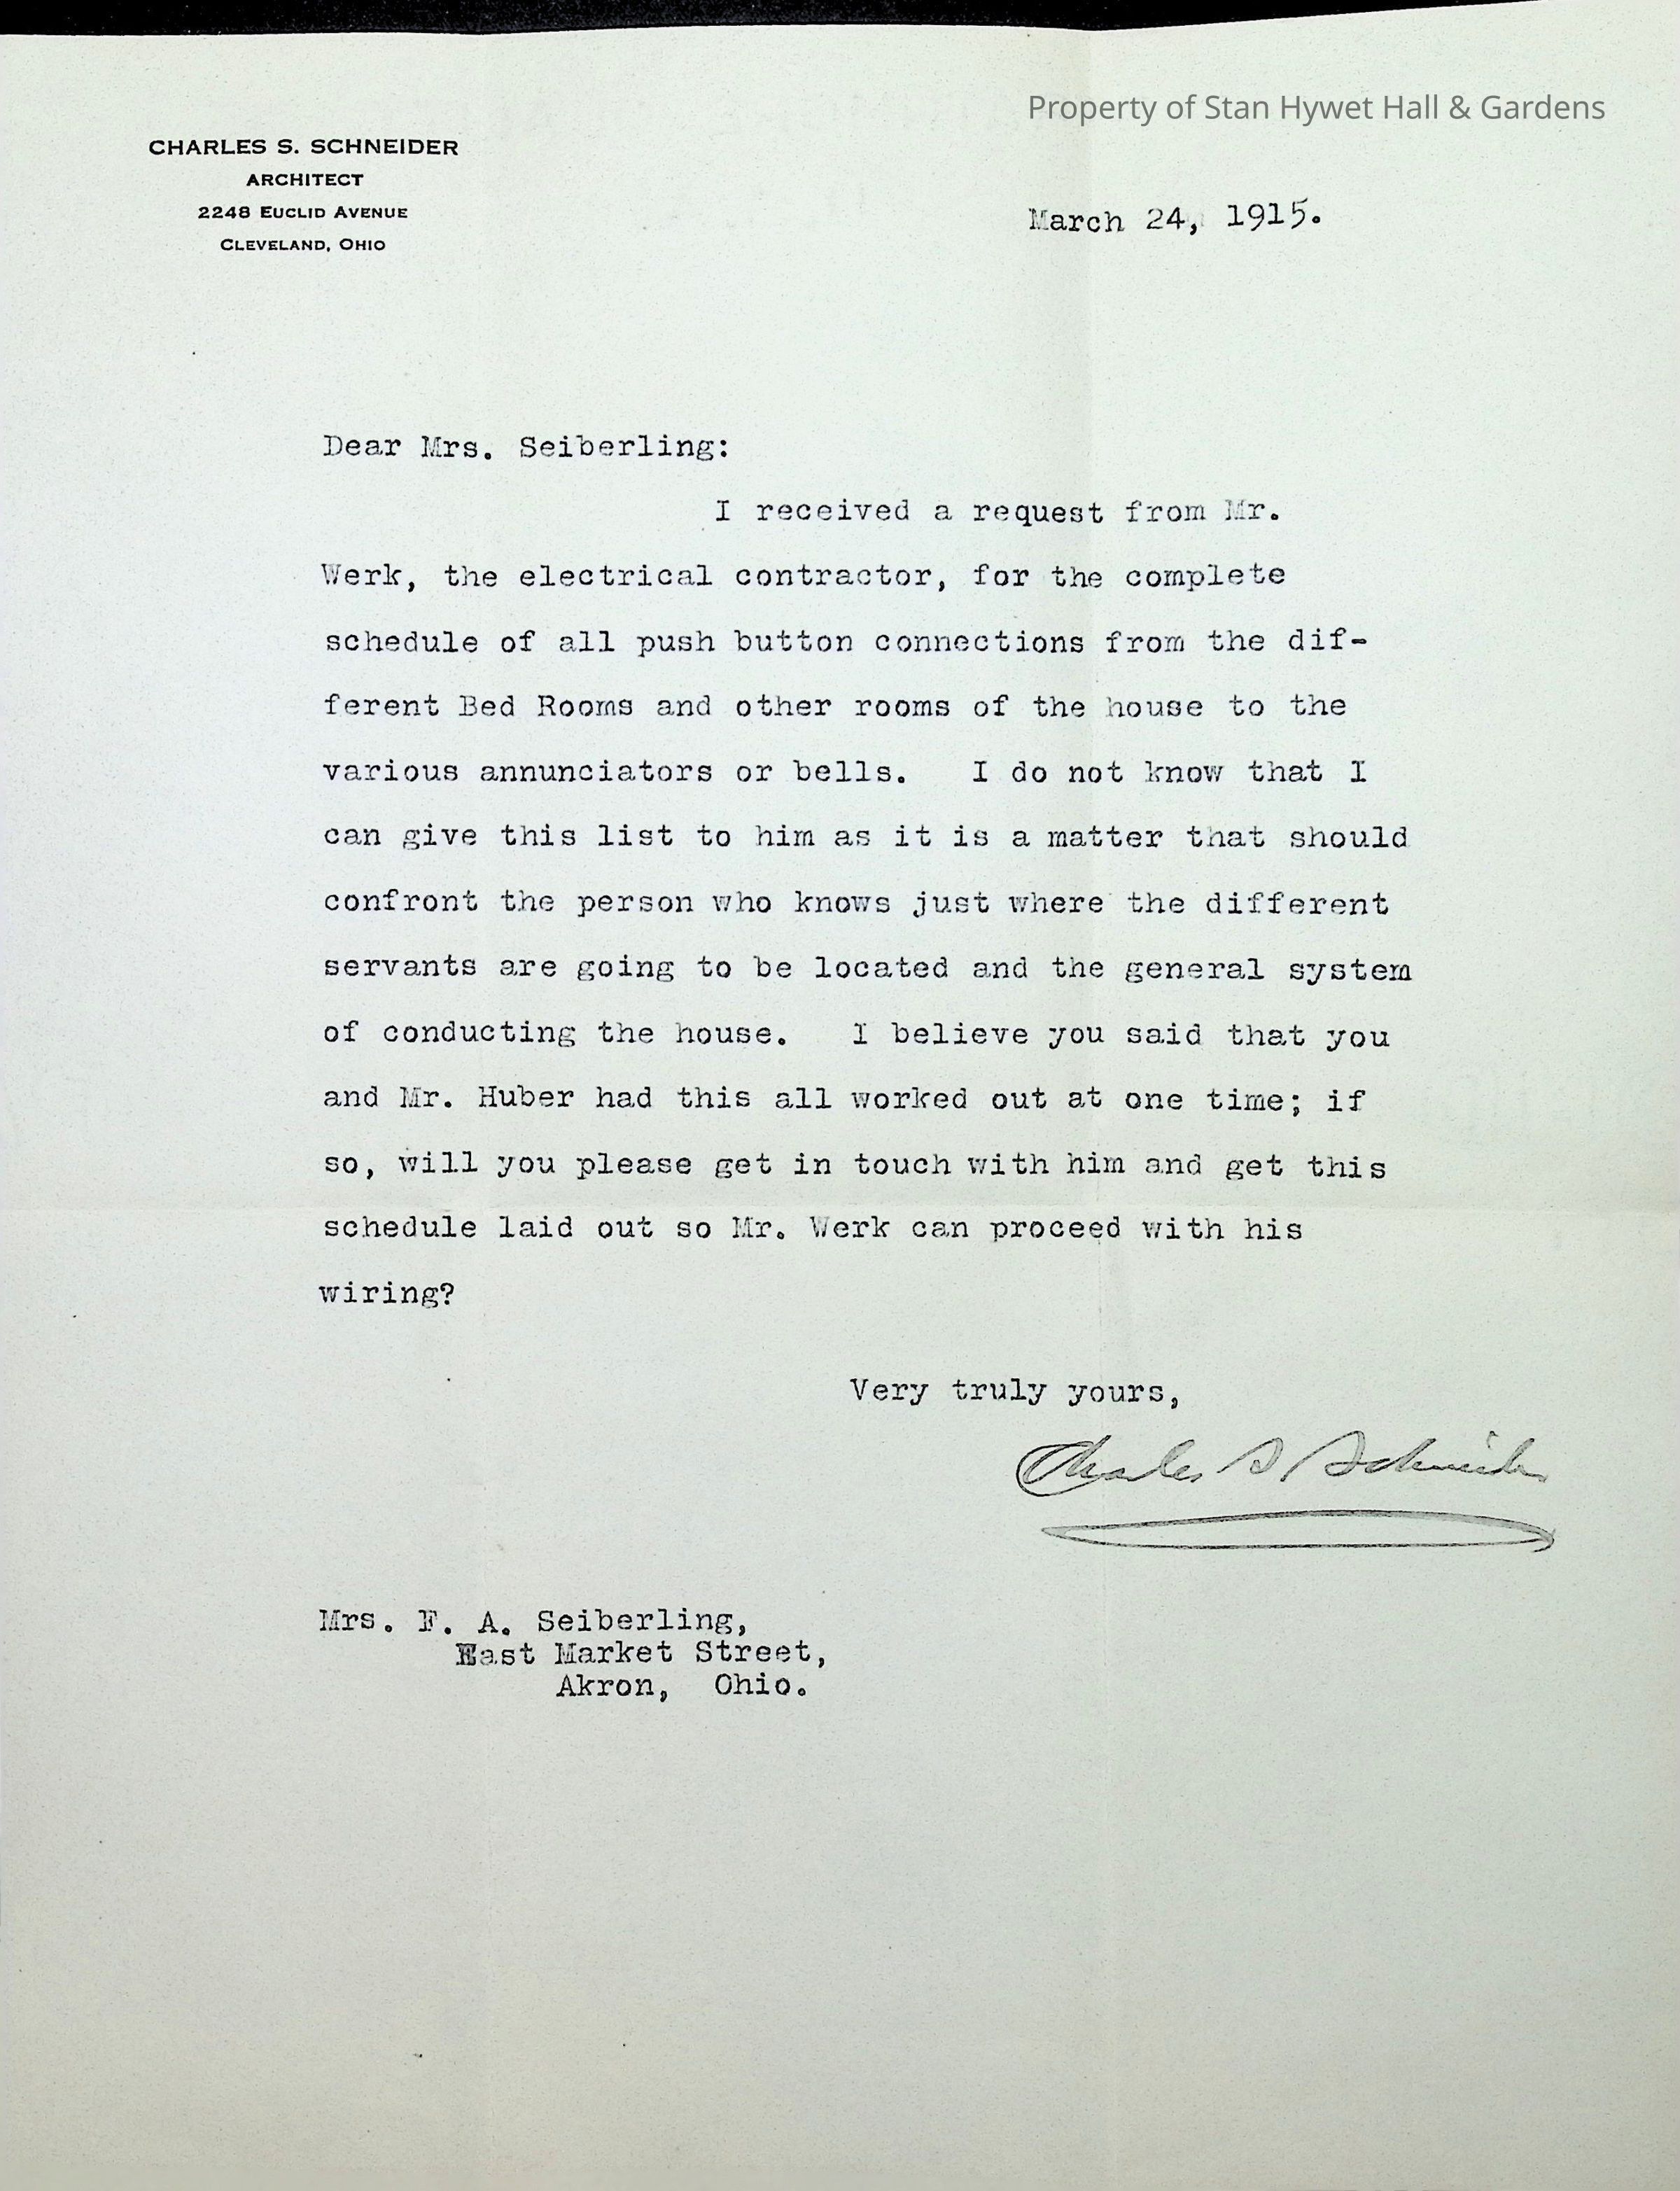 Property of Stan Hywet Hall & Gardens
CHARLES S. SCHNEIDER
ARCHITECT
2248 EUCLID AVENUE
CLEVELAND, OHIO
March 24, 1915.
Dear Mrs. Seiberling:
I received a request from Mr.
Werk, the electrical contractor, for the complete
schedule of all push button connections from the dif-
ferent Bed Rooms and other rooms of the house to the
various annunciators or bells. I do not know that I
can give this list to him as it is a matter that should
confront the person who knows just where the different
servants are going to be located and the general system
of conducting the house. I believe you said that you
and Mr. Huber had this all worked out at one time; if
so, will you please get in touch with him and get this
schedule laid out so Mr. Werk can proceed with his
wiring?
Very truly yours,
Charles S. Schneider
Mrs. F. A. Seiberling,
East Market Street,
Akron, Ohio.